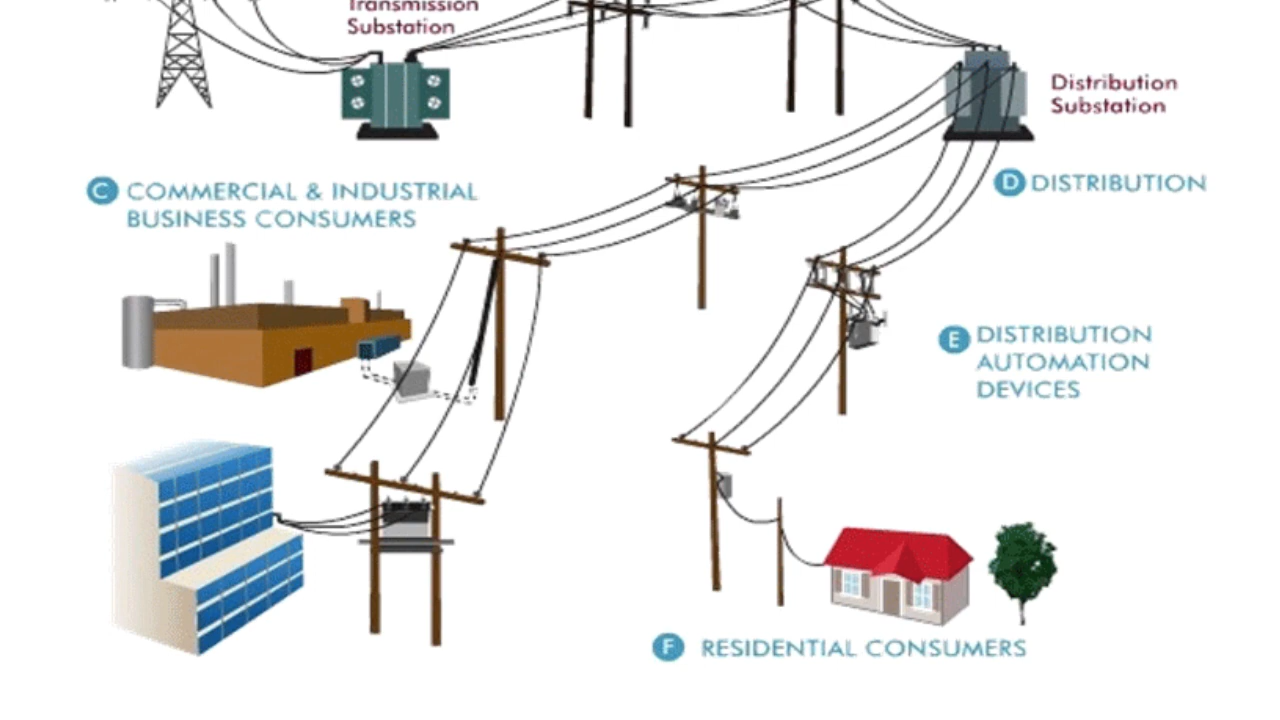 Transmission
Substation
Distribution
Substation
C COMMERCIAL & INDUSTRIAL
BUSINESS CONSUMERS
D DISTRIBUTION
E DISTRIBUTION
AUTOMATION
DEVICES
F RESIDENTIAL CONSUMERS